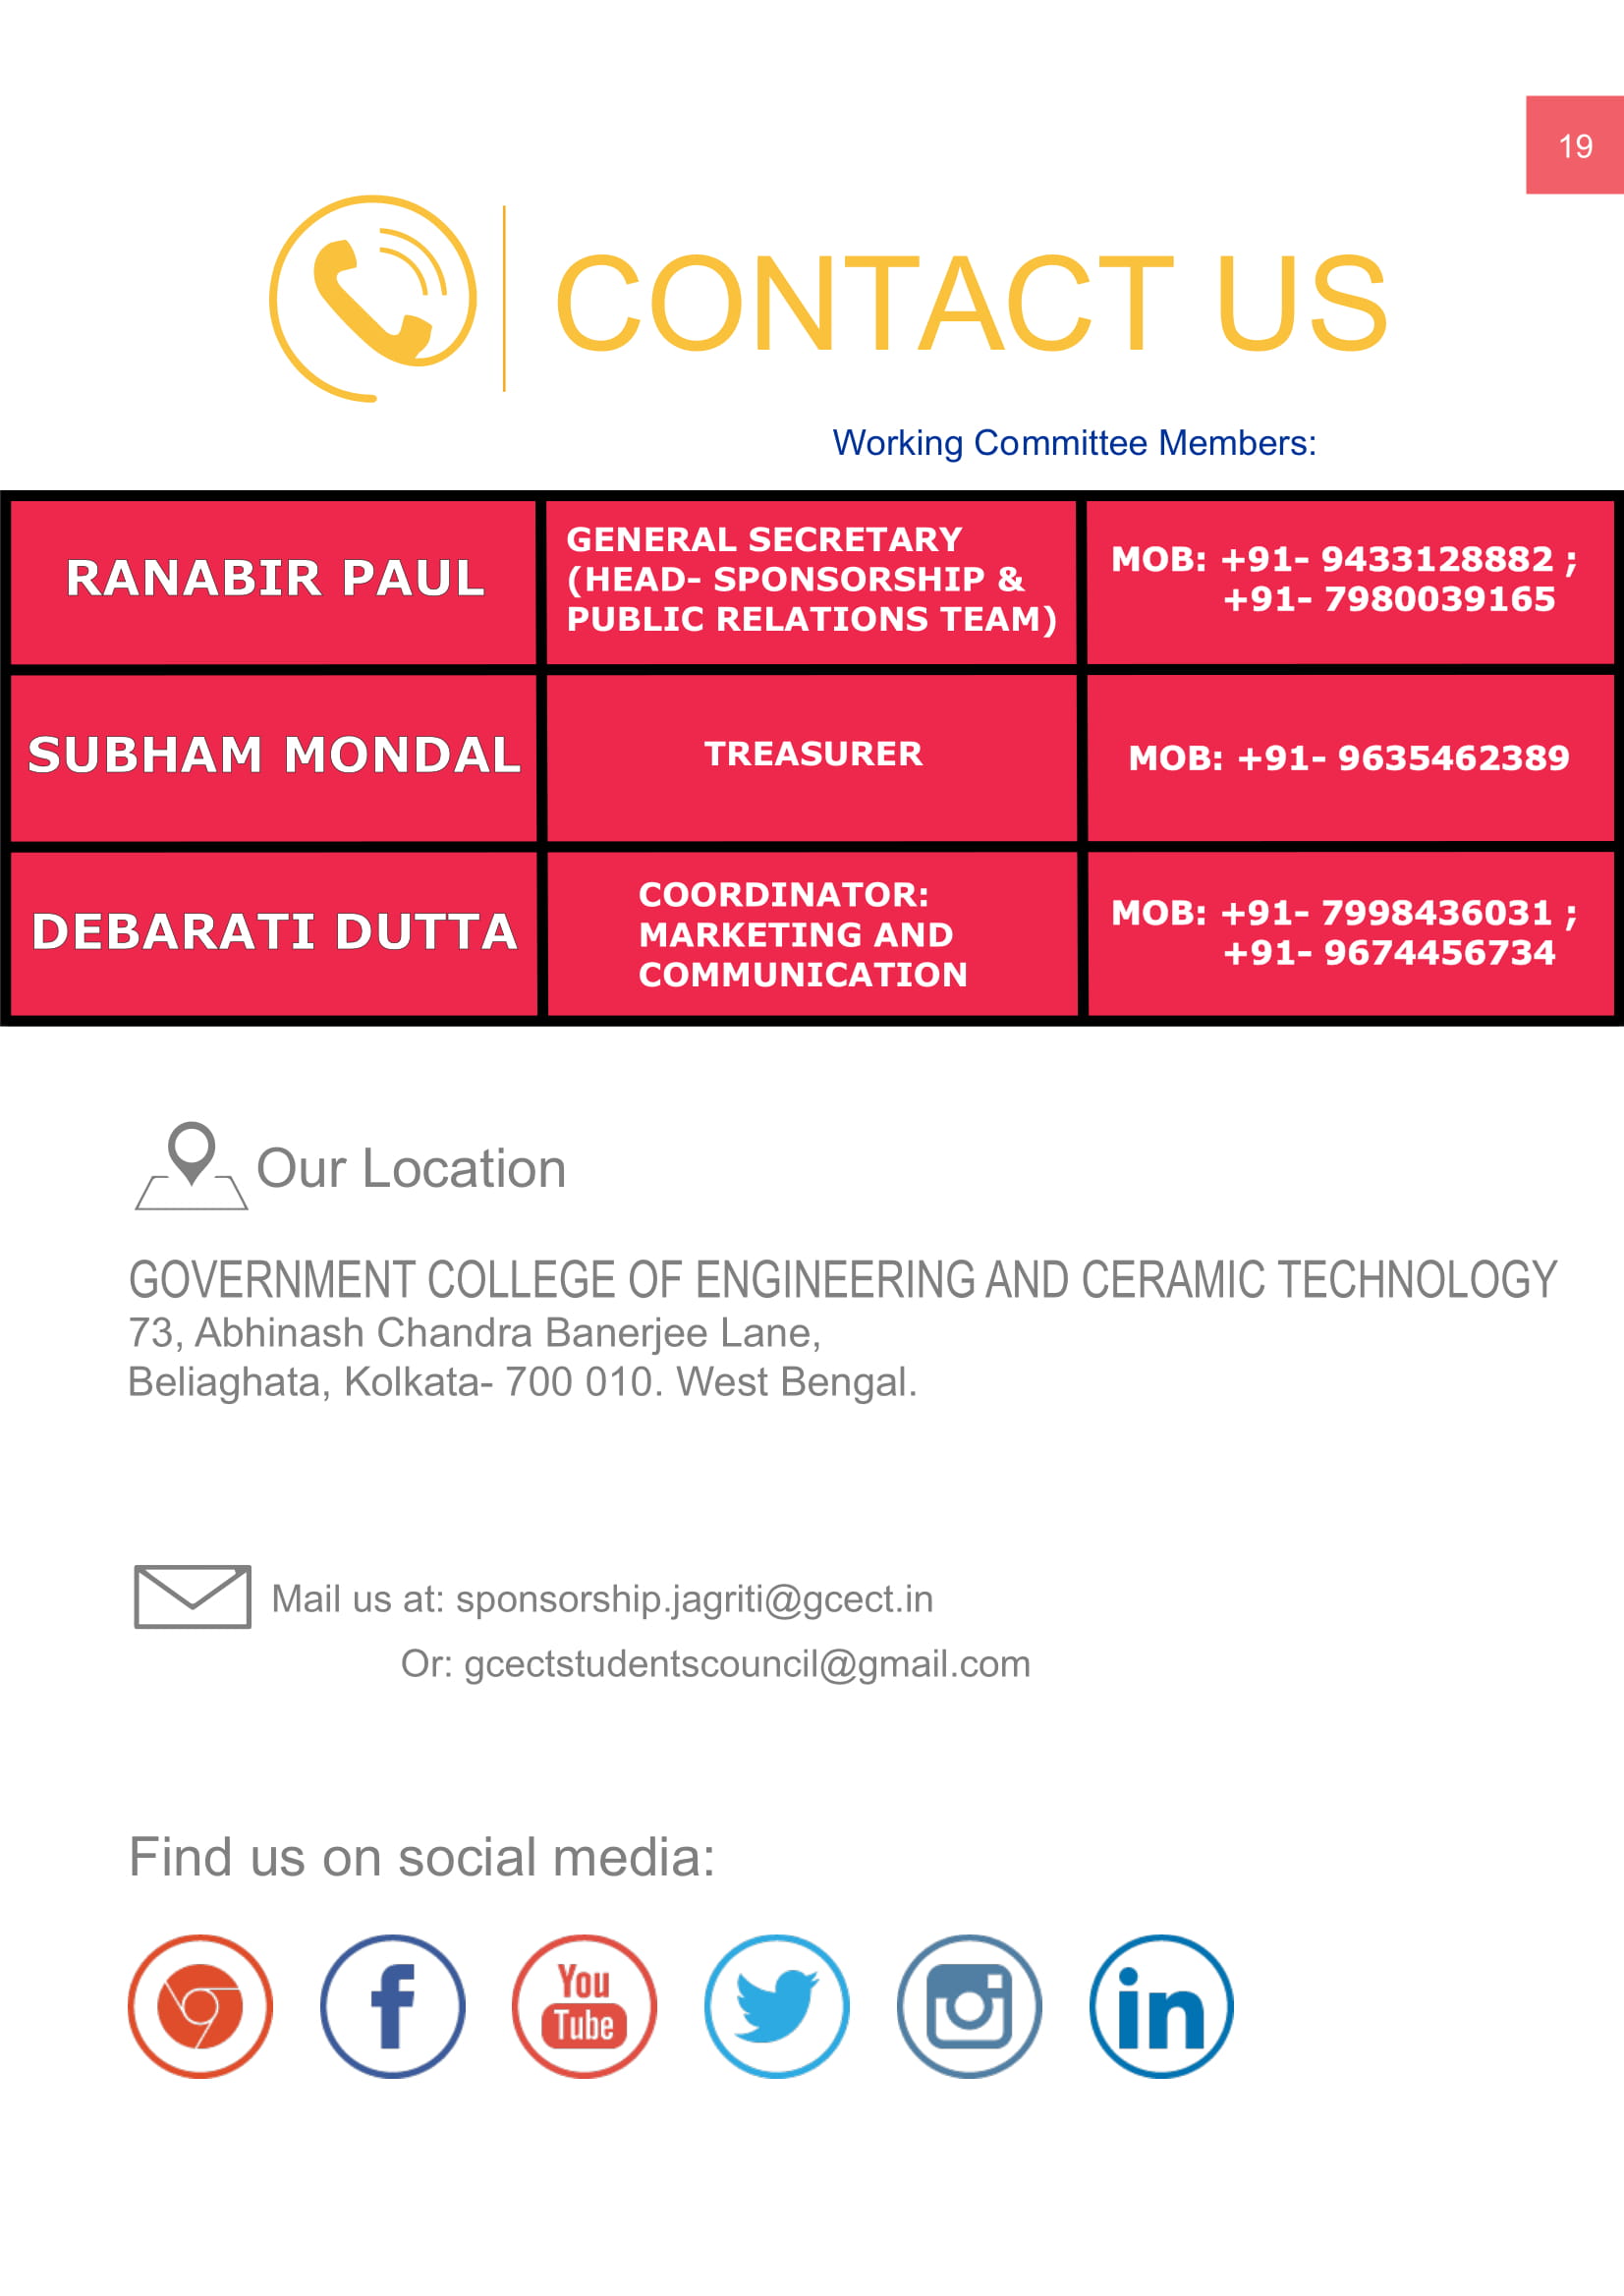 19
CONTACT US
Working Committee Members:
RANABIR PAUL
GENERAL SECRETARY
(HEAD- SPONSORSHIP &
PUBLIC RELATIONS TEAM)
MOB: +91- 9433128882 ;
+91- 7980039165
SUBHAM MONDAL
TREASURER
MOB: +91- 9635462389
DEBARATI DUTTA
COORDINATOR:
MARKETING AND
COMMUNICATION
MOB: +91- 7998436031 ;
+91- 9674456734
Our Location
GOVERNMENT COLLEGE OF ENGINEERING AND CERAMIC TECHNOLOGY
73, Abhinash Chandra Banerjee Lane,
Beliaghata, Kolkata- 700 010. West Bengal.
Mail us at: sponsorship.jagriti@gcect.in
Or: gcectstudentscouncil@gmail.com
Find us on social media:
f
You
Tube
in